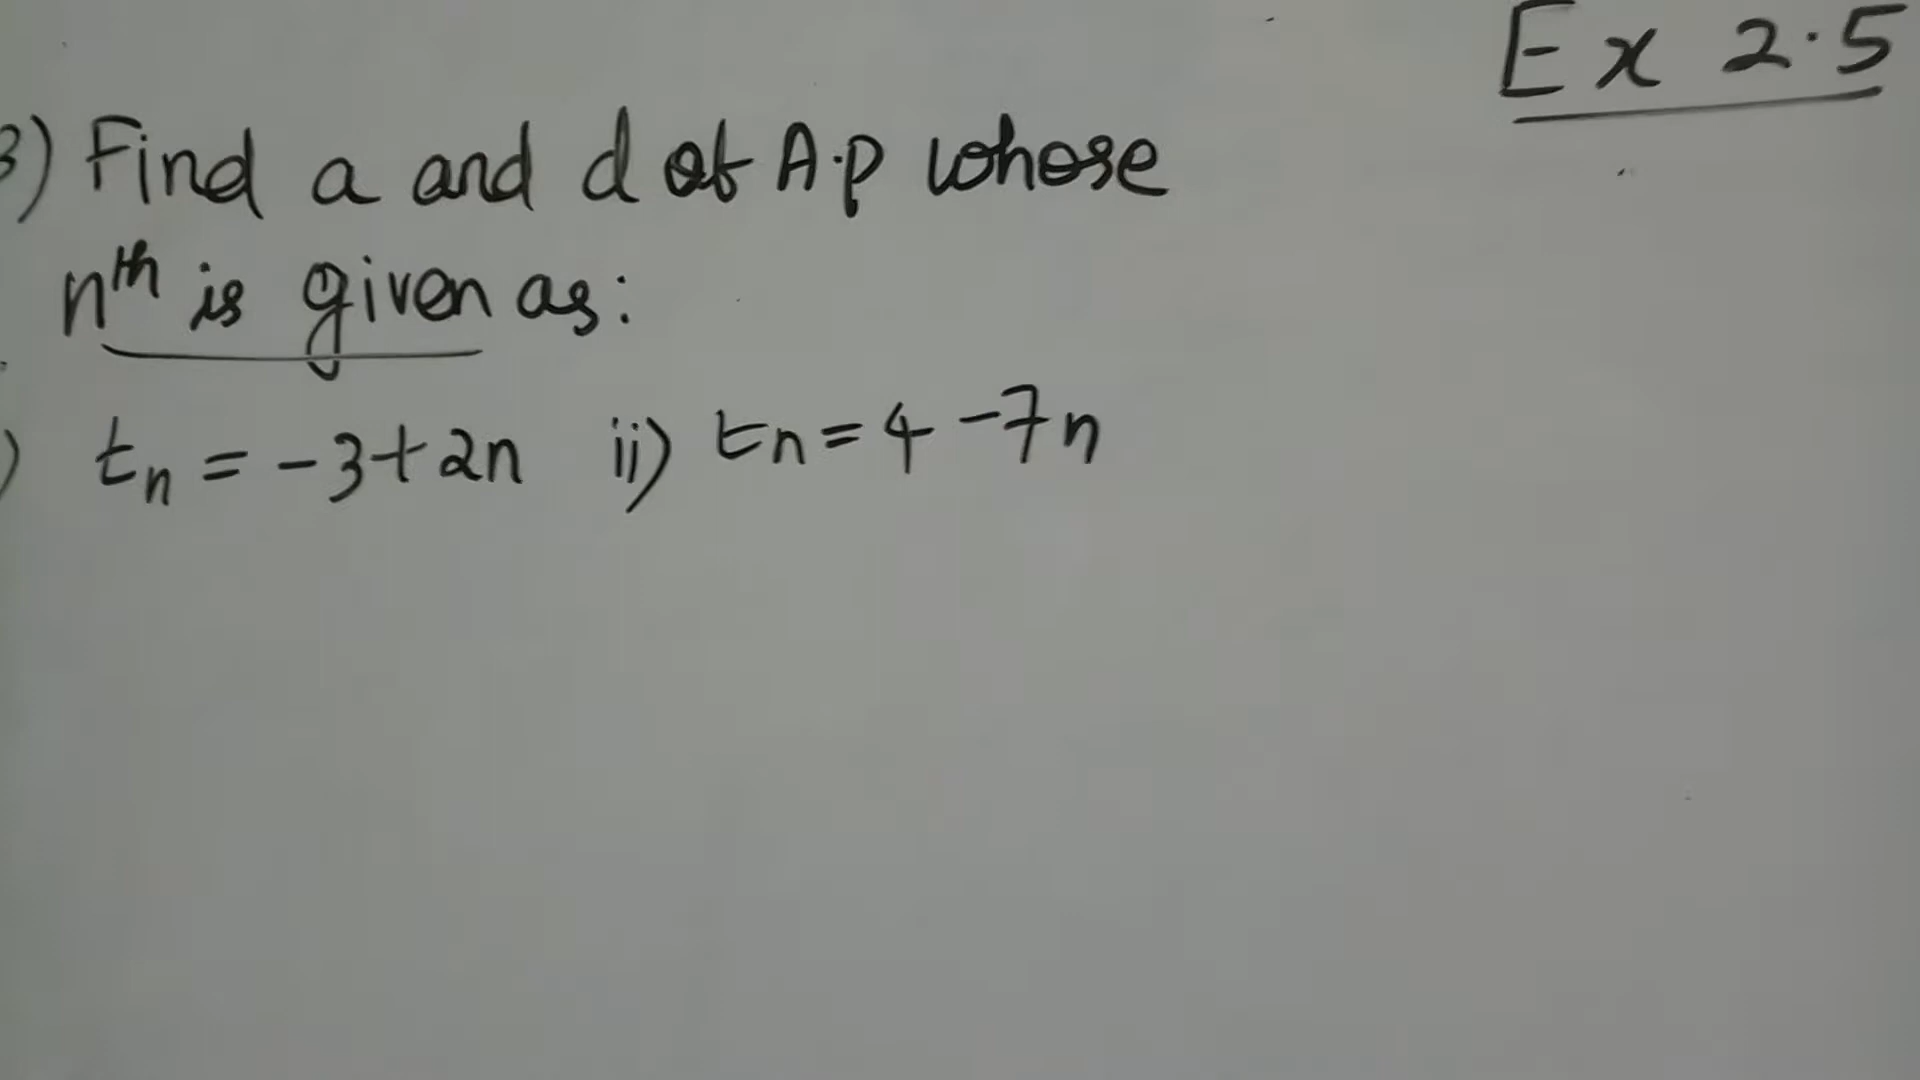 Ex 2.5
3) Find a and d of A.P whose
nth is given as:
) tn = -3+2n ii) tn = 4 -7n